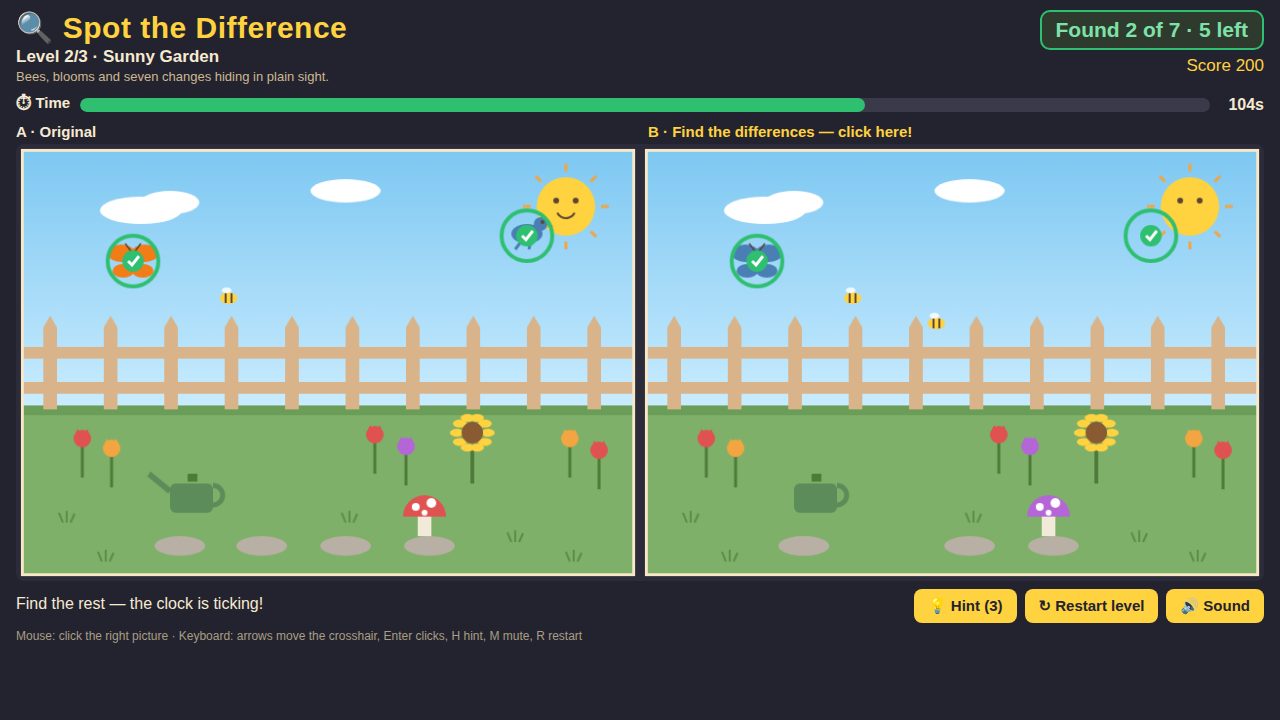 🔍 Spot the Difference
Level 2/3 · Sunny Garden
Bees, blooms and seven changes hiding in plain sight.
Found 2 of 7 · 5 left
Score 200
⏱ Time
104s
A · Original
B · Find the differences — click here!
Find the rest — the clock is ticking!
💡 Hint (3)
↻ Restart level
🔊 Sound
Mouse: click the right picture · Keyboard: arrows move the crosshair, Enter clicks, H hint, M mute, R restart